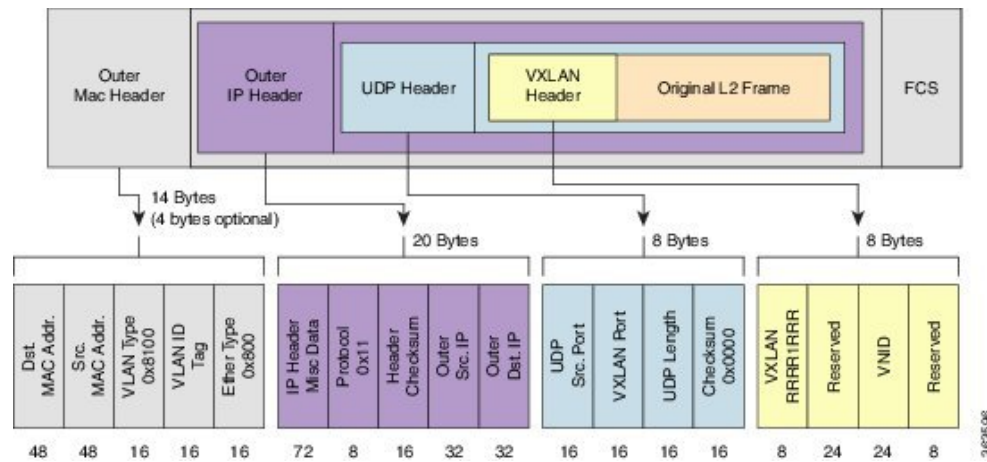 Outer
Mac Header
Outer
IP Header
UDP Header
VXLAN
Header
Original L2 Frame
FCS
14 Bytes
(4 bytes optional)
20 Bytes
8 Bytes
8 Bytes
Dst.
MAC Addr.
Src.
MAC Addr.
VLAN Type
0x8100
VLAN ID
Tag
Ether Type
0x800
IP Header
Misc Data
Protocol
0x11
Header
Checksum
Outer
Src. IP
Outer
Dst. IP
UDP
Src. Port
VXLAN Port
UDP Length
Checksum
0x0000
VXLAN
RRRR1RRR
Reserved
VNID
Reserved
48 48 16 16 16 72 8 16 32 32 16 16 16 16 8 24 24 8